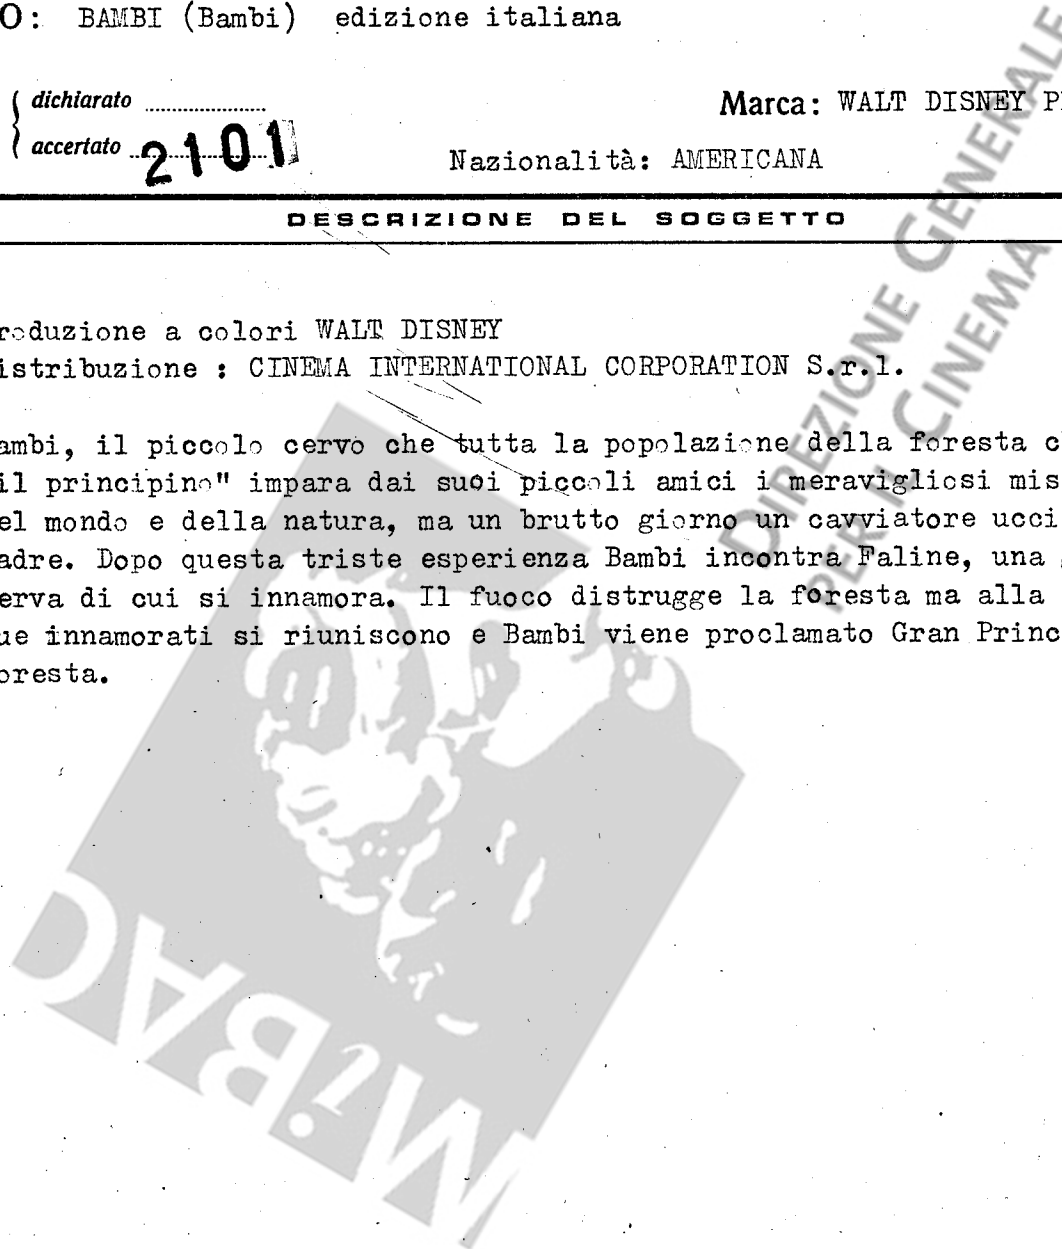 O: BAMBI (Bambi) edizione italiana
dichiarato
Marca: WALT DISNEY P
accertato 2101
Nazionalità: AMERICANA
DESCRIZIONE DEL SOGGETTO
roduzione a colori WALT DISNEY
istribuzione : CINEMA INTERNATIONAL CORPORATION S.r.l.
ambi, il piccolo cervo che tutta la popolazione della foresta c
il principino" impara dai suoi piccoli amici i meravigliosi mis
el mondo e della natura, ma un brutto giorno un cavviatore ucci
adre. Dopo questa triste esperienza Bambi incontra Faline, una
erva di cui si innamora. Il fuoco distrugge la foresta ma alla
ue innamorati si riuniscono e Bambi viene proclamato Gran Princ
oresta.
DIREZIONE GENERALE
PER IL CINEMA
MiBAC